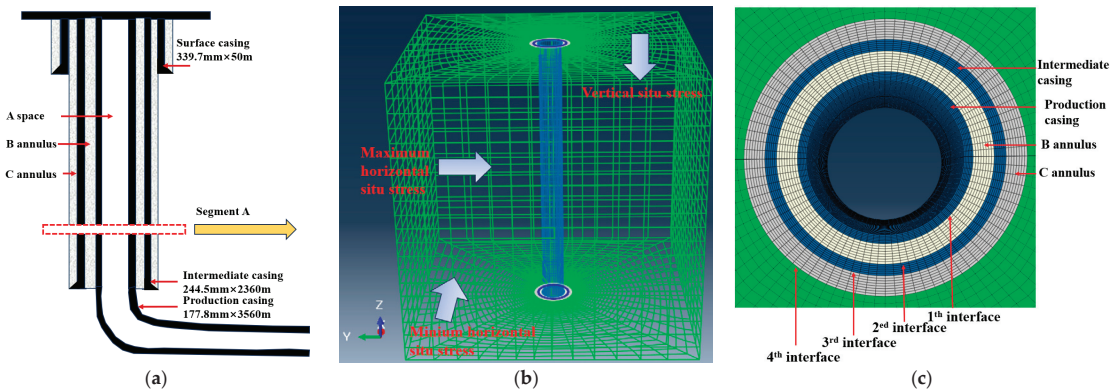 Surface casing
339.7mm×50m
A space
B annulus
C annulus
Segment A
Intermediate casing
244.5mm×2360m
Production casing
177.8mm×3560m
(a)
Vertical situ stress
Maximum
horizontal
situ stress
Minium horizontal
situ stress
Z
Y
(b)
Intermediate
casing
Production
casing
B annulus
C annulus
1th interface
2ed interface
3rd interface
4th interface
(c)